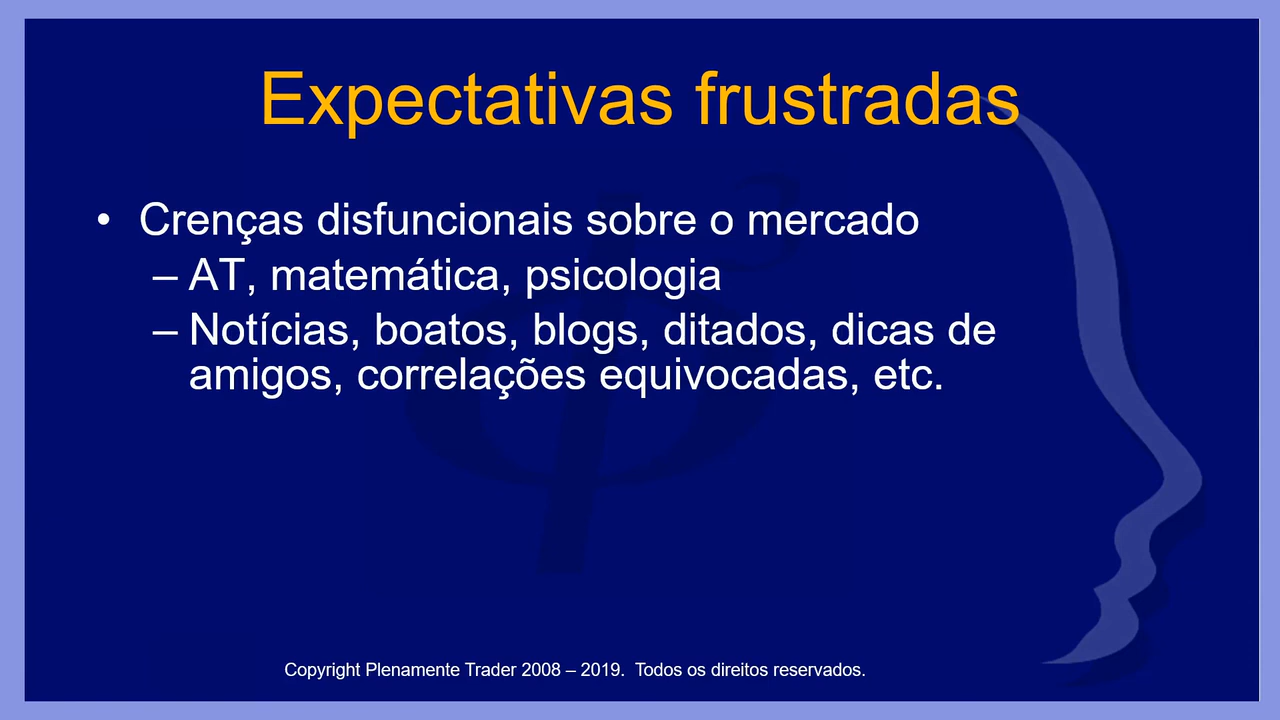 Expectativas frustradas
• Crenças disfuncionais sobre o mercado
– AT, matemática, psicologia
– Notícias, boatos, blogs, ditados, dicas de
amigos, correlações equivocadas, etc.
Copyright Plenamente Trader 2008 – 2019. Todos os direitos reservados.